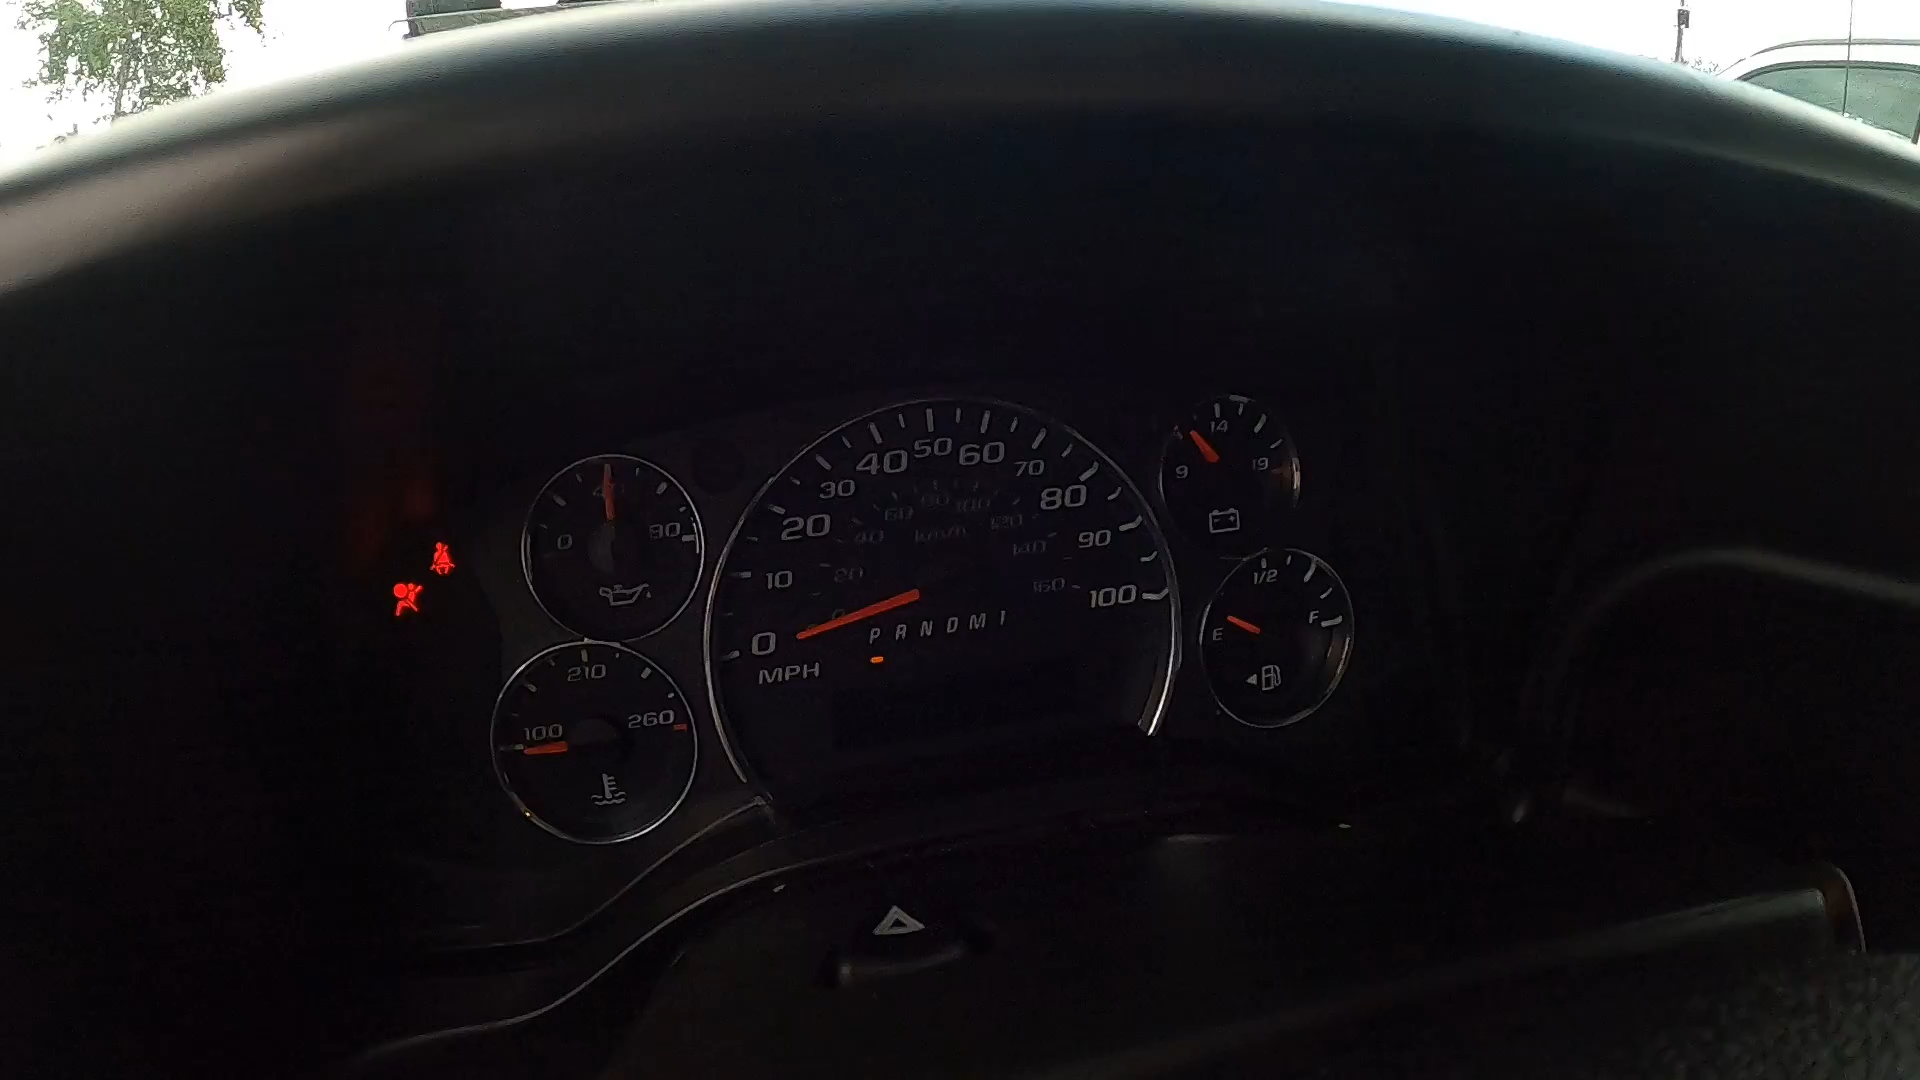 0 40 80
100 210 260
0 10 20 30 40 50 60 70 80 90 100
20 40 60 80 100 120 140 160
km/h
MPH
P R N D M 1
9 14 19
E 1/2 F